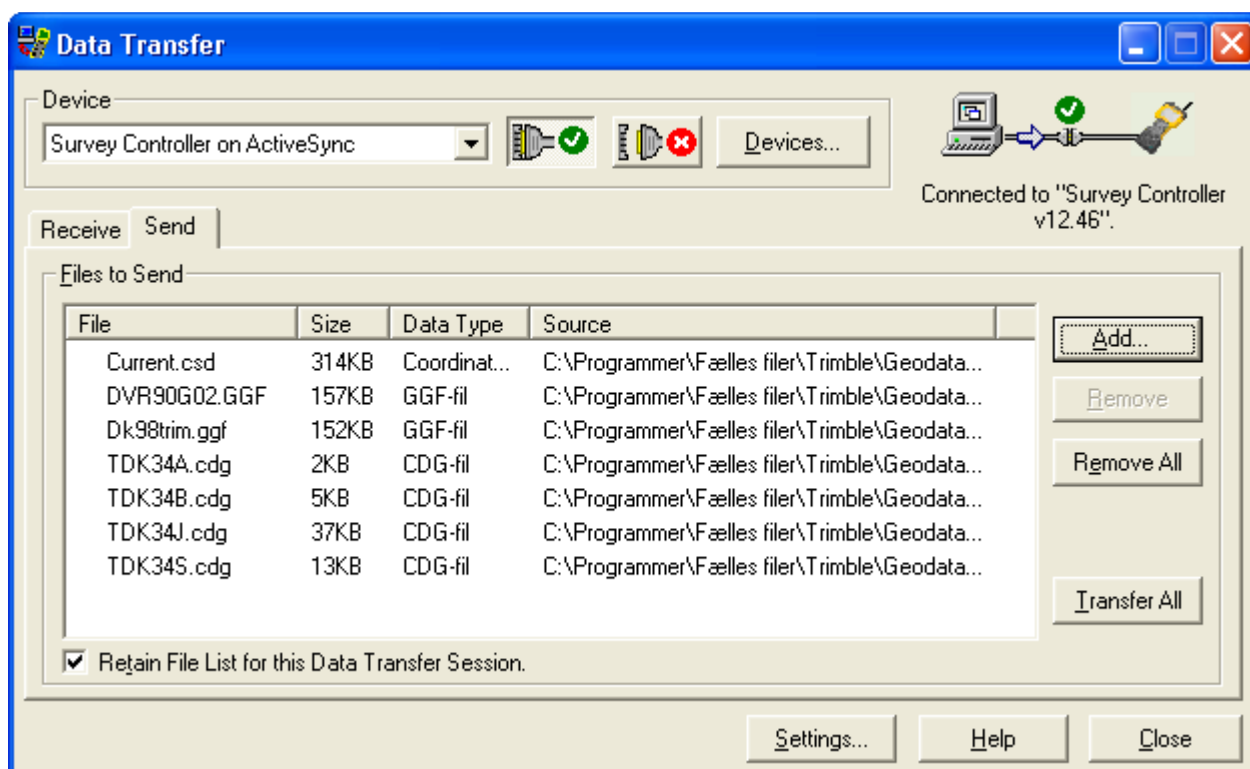 Data Transfer
Device
Survey Controller on ActiveSync
Devices...
Connected to "Survey Controller
v12.46".
Receive Send
Files to Send
File Size Data Type Source
Current.csd 314KB Coordinat... C:\Programmer\Fælles filer\Trimble\Geodata...
DVR90G02.GGF 157KB GGF-fil C:\Programmer\Fælles filer\Trimble\Geodata...
Dk98trim.ggf 152KB GGF-fil C:\Programmer\Fælles filer\Trimble\Geodata...
TDK34A.cdg 2KB CDG-fil C:\Programmer\Fælles filer\Trimble\Geodata...
TDK34B.cdg 5KB CDG-fil C:\Programmer\Fælles filer\Trimble\Geodata...
TDK34J.cdg 37KB CDG-fil C:\Programmer\Fælles filer\Trimble\Geodata...
TDK34S.cdg 13KB CDG-fil C:\Programmer\Fælles filer\Trimble\Geodata...
Add...
Remove
Remove All
Transfer All
Retain File List for this Data Transfer Session.
Settings... Help Close